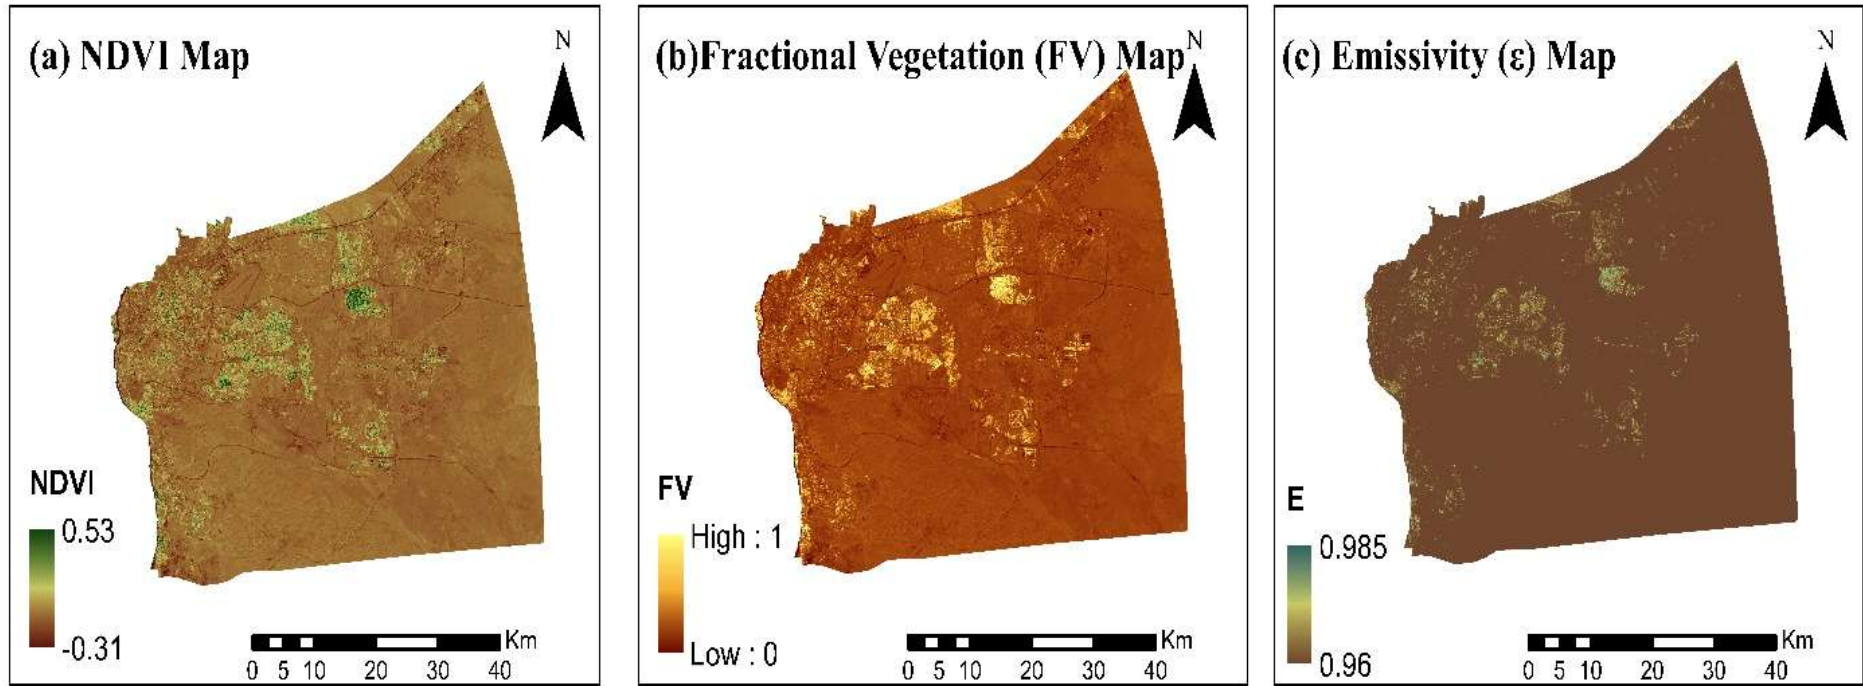 (a) NDVI Map
N
NDVI
0.53
-0.31
Km
0 5 10 20 30 40
(b)Fractional Vegetation (FV) Map
N
FV
High : 1
Low : 0
Km
0 5 10 20 30 40
(c) Emissivity (ε) Map
N
E
0.985
0.96
Km
0 5 10 20 30 40